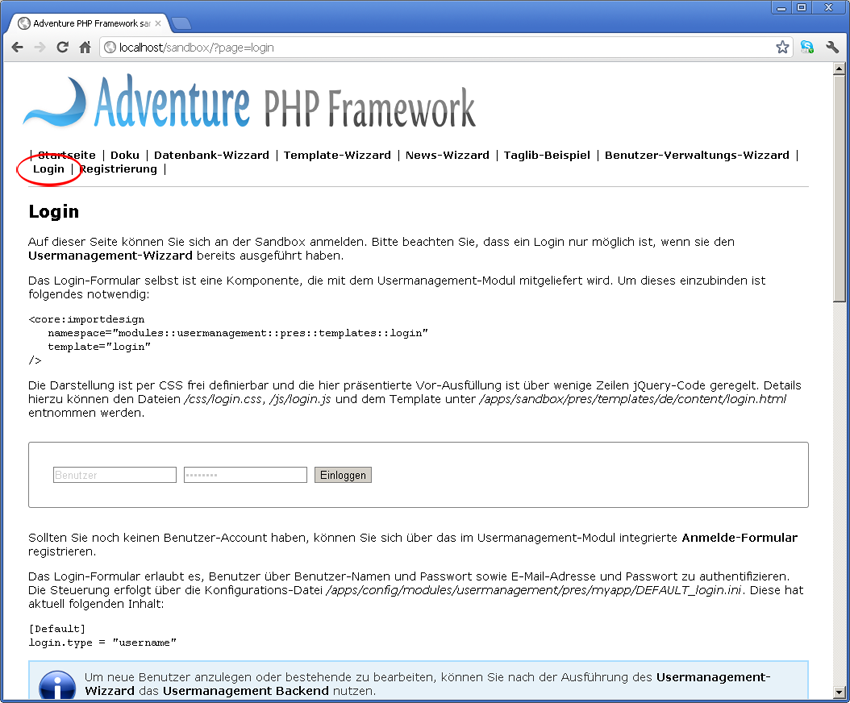 Adventure PHP Framework sar
localhost/sandbox/?page=login
Adventure PHP Framework
| Startseite | Doku | Datenbank-Wizzard | Template-Wizzard | News-Wizzard | Taglib-Beispiel | Benutzer-Verwaltungs-Wizzard |
Login | Registrierung |
Login
Auf dieser Seite können Sie sich an der Sandbox anmelden. Bitte beachten Sie, dass ein Login nur möglich ist, wenn sie den
Usermanagement-Wizzard bereits ausgeführt haben.
Das Login-Formular selbst ist eine Komponente, die mit dem Usermanagement-Modul mitgeliefert wird. Um dieses einzubinden ist
folgendes notwendig:
<core:importdesign
namespace="modules::usermanagement::pres::templates::login"
template="login"
/>
Die Darstellung ist per CSS frei definierbar und die hier präsentierte Vor-Ausfüllung ist über wenige Zeilen jQuery-Code geregelt. Details
hierzu können den Dateien /css/login.css, /js/login.js und dem Template unter /apps/sandbox/pres/templates/de/content/login.html
entnommen werden.
Benutzer ******** Einloggen
Sollten Sie noch keinen Benutzer-Account haben, können Sie sich über das im Usermanagement-Modul integrierte Anmelde-Formular
registrieren.
Das Login-Formular erlaubt es, Benutzer über Benutzer-Namen und Passwort sowie E-Mail-Adresse und Passwort zu authentifizieren.
Die Steuerung erfolgt über die Konfigurations-Datei /apps/config/modules/usermanagement/pres/myapp/DEFAULT_login.ini. Diese hat
aktuell folgenden Inhalt:
[Default]
login.type = "username"
Um neue Benutzer anzulegen oder bestehende zu bearbeiten, können Sie nach der Ausführung des Usermanagement-
Wizzard das Usermanagement Backend nutzen.